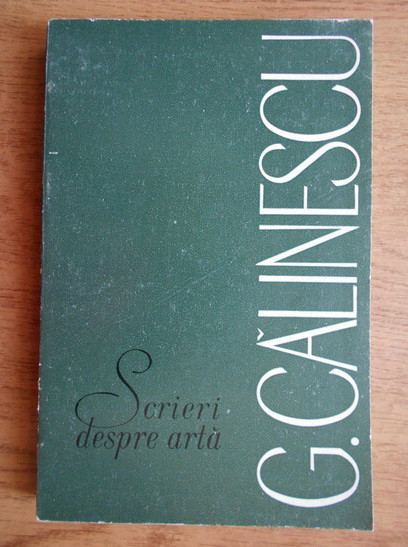 G. CĂLINESCU
Scrieri
despre artă